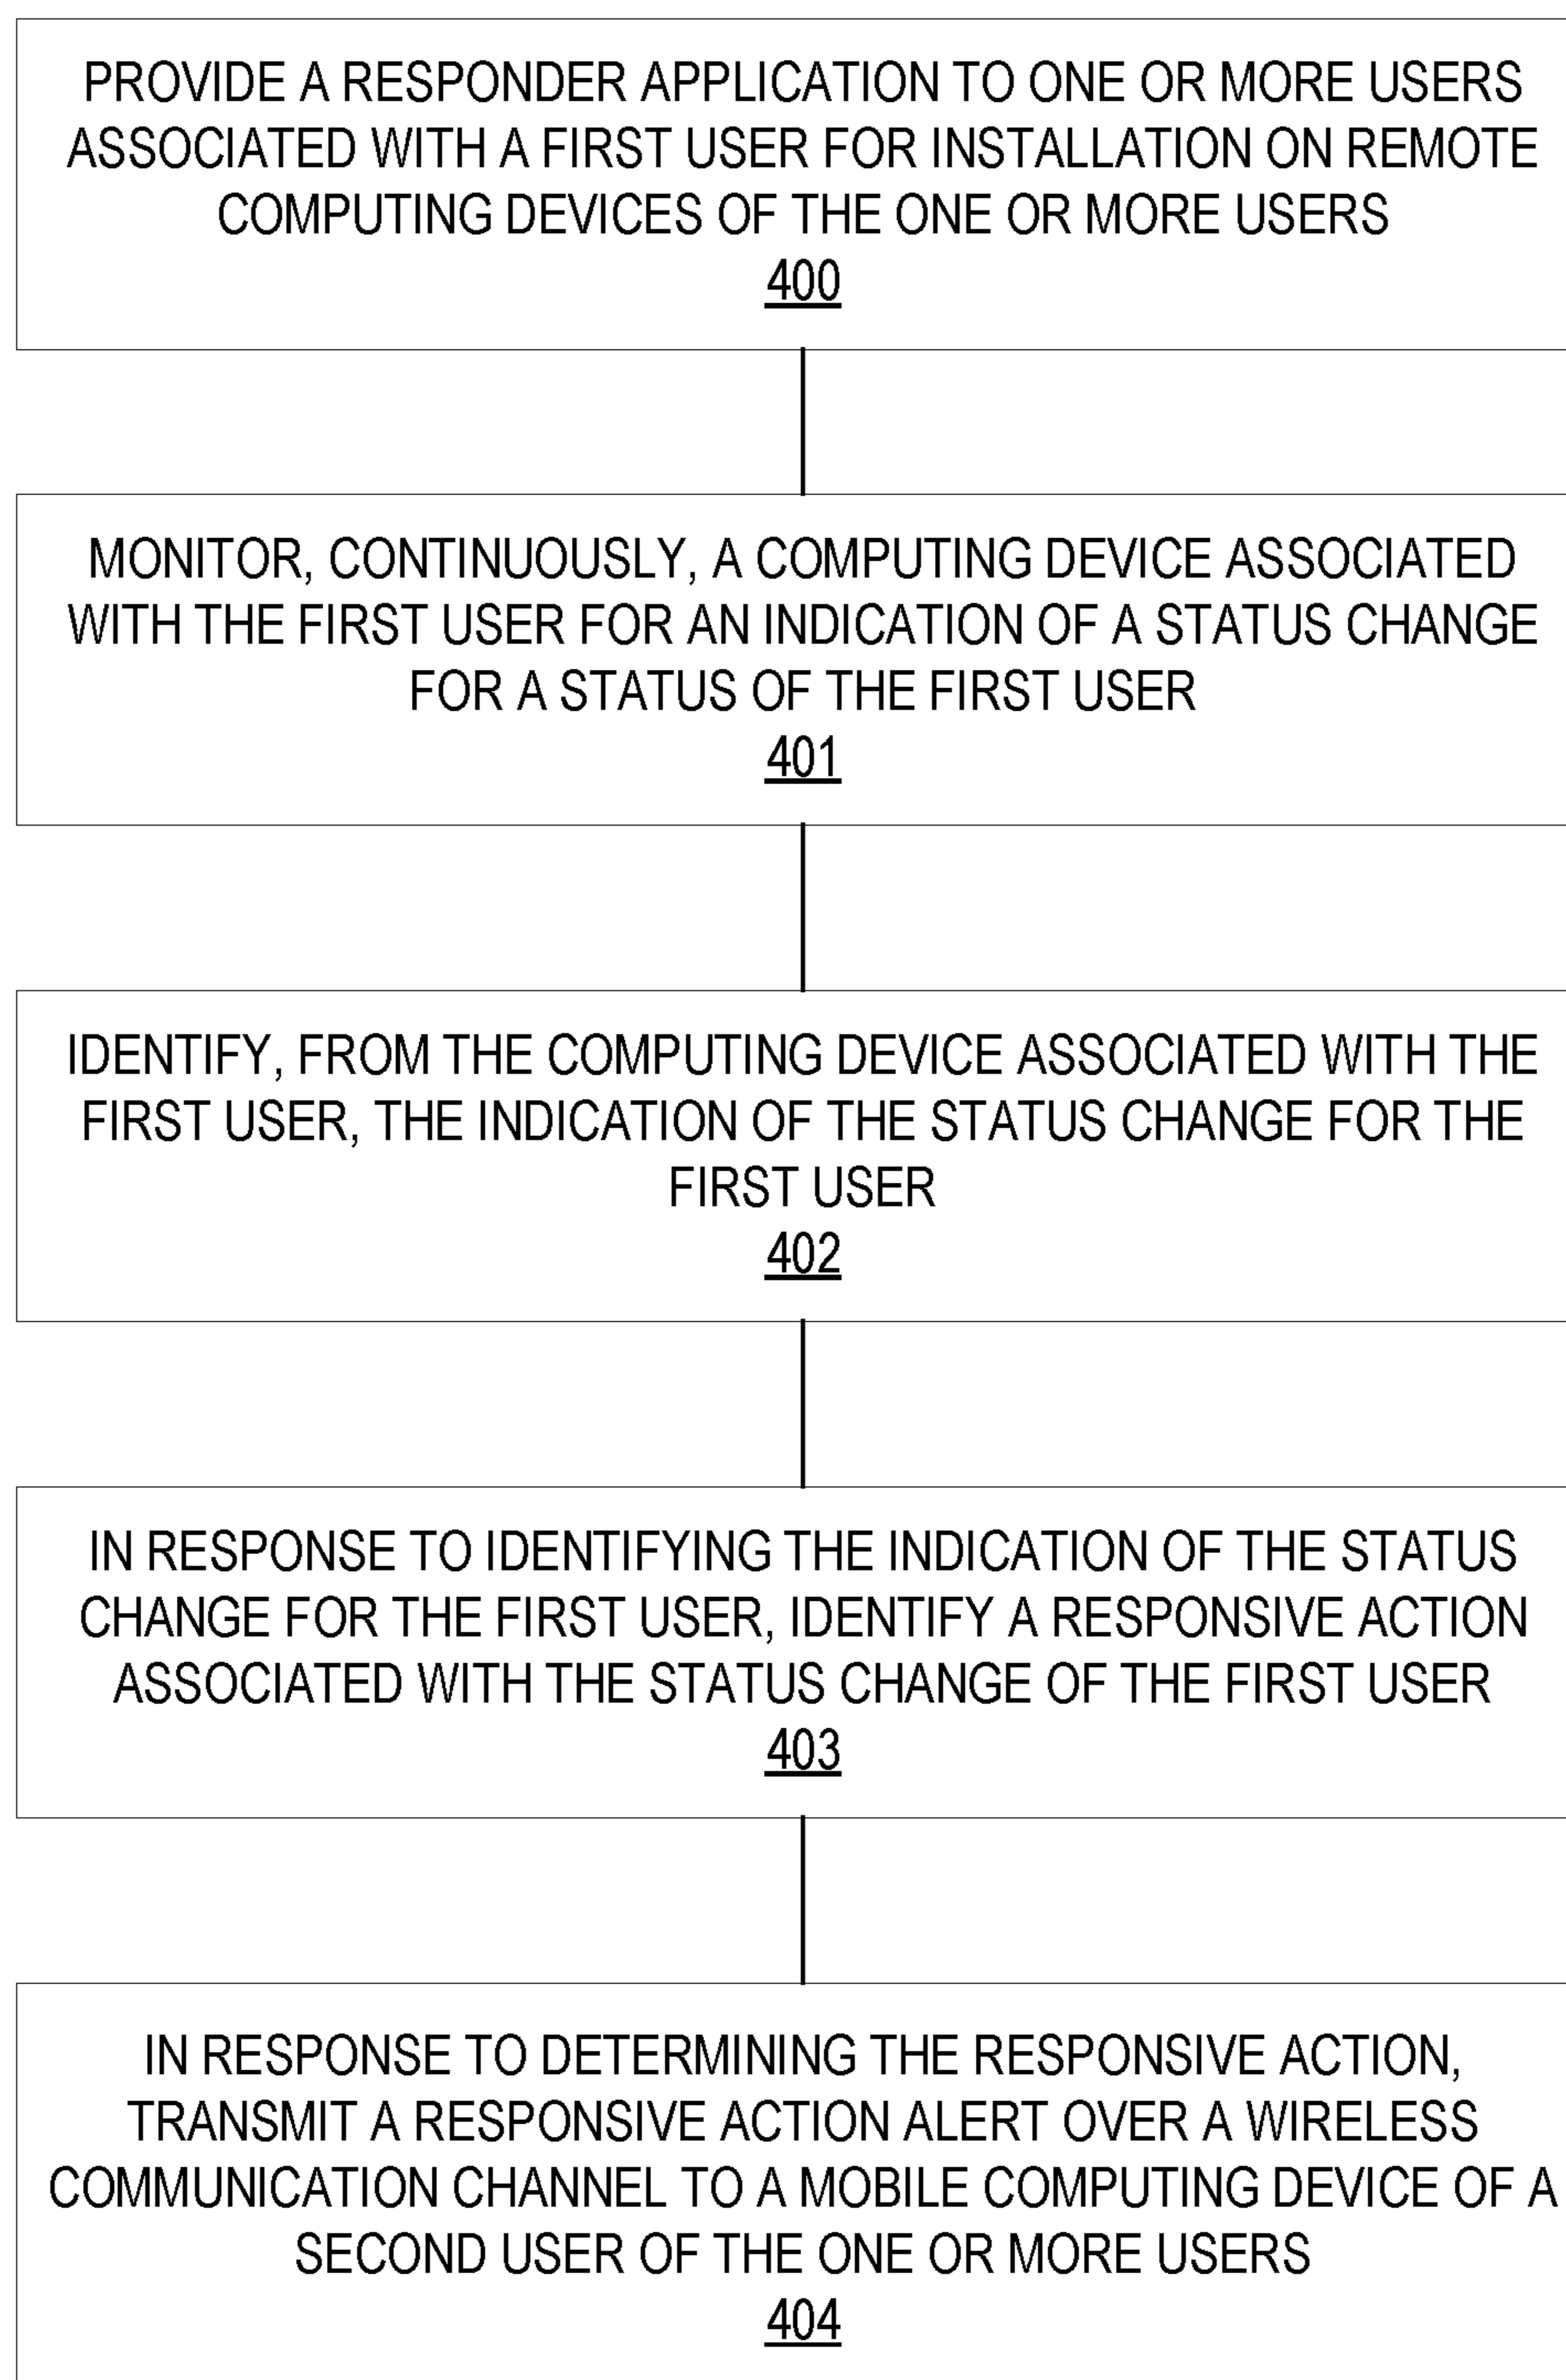 PROVIDE A RESPONDER APPLICATION TO ONE OR MORE USERS
ASSOCIATED WITH A FIRST USER FOR INSTALLATION ON REMOTE
COMPUTING DEVICES OF THE ONE OR MORE USERS
400
MONITOR, CONTINUOUSLY, A COMPUTING DEVICE ASSOCIATED
WITH THE FIRST USER FOR AN INDICATION OF A STATUS CHANGE
FOR A STATUS OF THE FIRST USER
401
IDENTIFY, FROM THE COMPUTING DEVICE ASSOCIATED WITH THE
FIRST USER, THE INDICATION OF THE STATUS CHANGE FOR THE
FIRST USER
402
IN RESPONSE TO IDENTIFYING THE INDICATION OF THE STATUS
CHANGE FOR THE FIRST USER, IDENTIFY A RESPONSIVE ACTION
ASSOCIATED WITH THE STATUS CHANGE OF THE FIRST USER
403
IN RESPONSE TO DETERMINING THE RESPONSIVE ACTION,
TRANSMIT A RESPONSIVE ACTION ALERT OVER A WIRELESS
COMMUNICATION CHANNEL TO A MOBILE COMPUTING DEVICE OF A
SECOND USER OF THE ONE OR MORE USERS
404